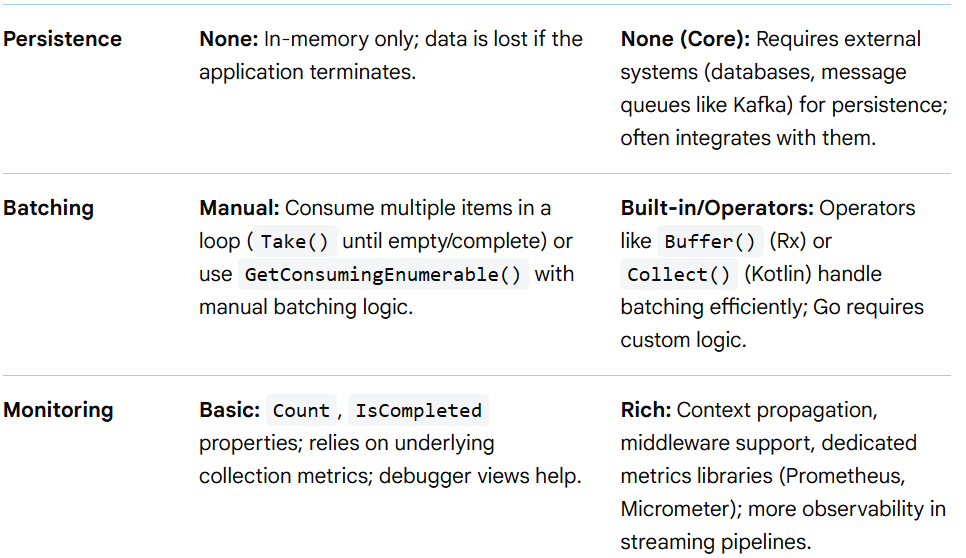 Persistence
None: In-memory only; data is lost if the
application terminates.
None (Core): Requires external
systems (databases, message
queues like Kafka) for persistence;
often integrates with them.
Batching
Manual: Consume multiple items in a
loop ( Take() until empty/complete) or
use GetConsumingEnumerable() with
manual batching logic.
Built-in/Operators: Operators
like Buffer() (Rx) or
Collect() (Kotlin) handle
batching efficiently; Go requires
custom logic.
Monitoring
Basic: Count , IsCompleted
properties; relies on underlying
collection metrics; debugger views help.
Rich: Context propagation,
middleware support, dedicated
metrics libraries (Prometheus,
Micrometer); more observability in
streaming pipelines.